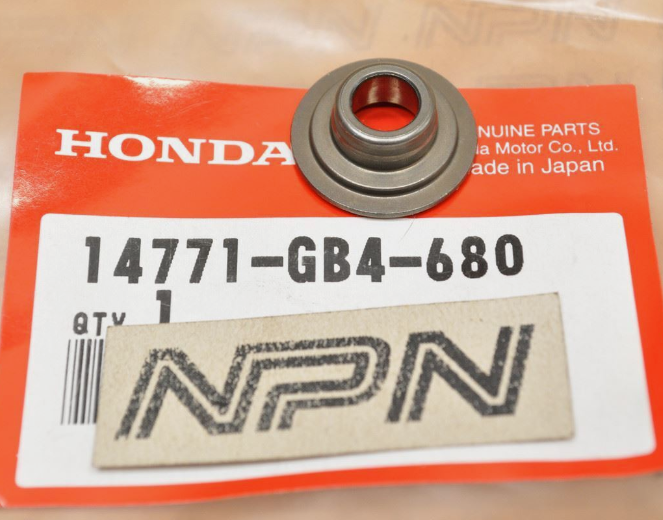 HONDA
NUINE PARTS
a Motor Co., Ltd.
ade in Japan
14771-GB4-680
QTY 1
NPN